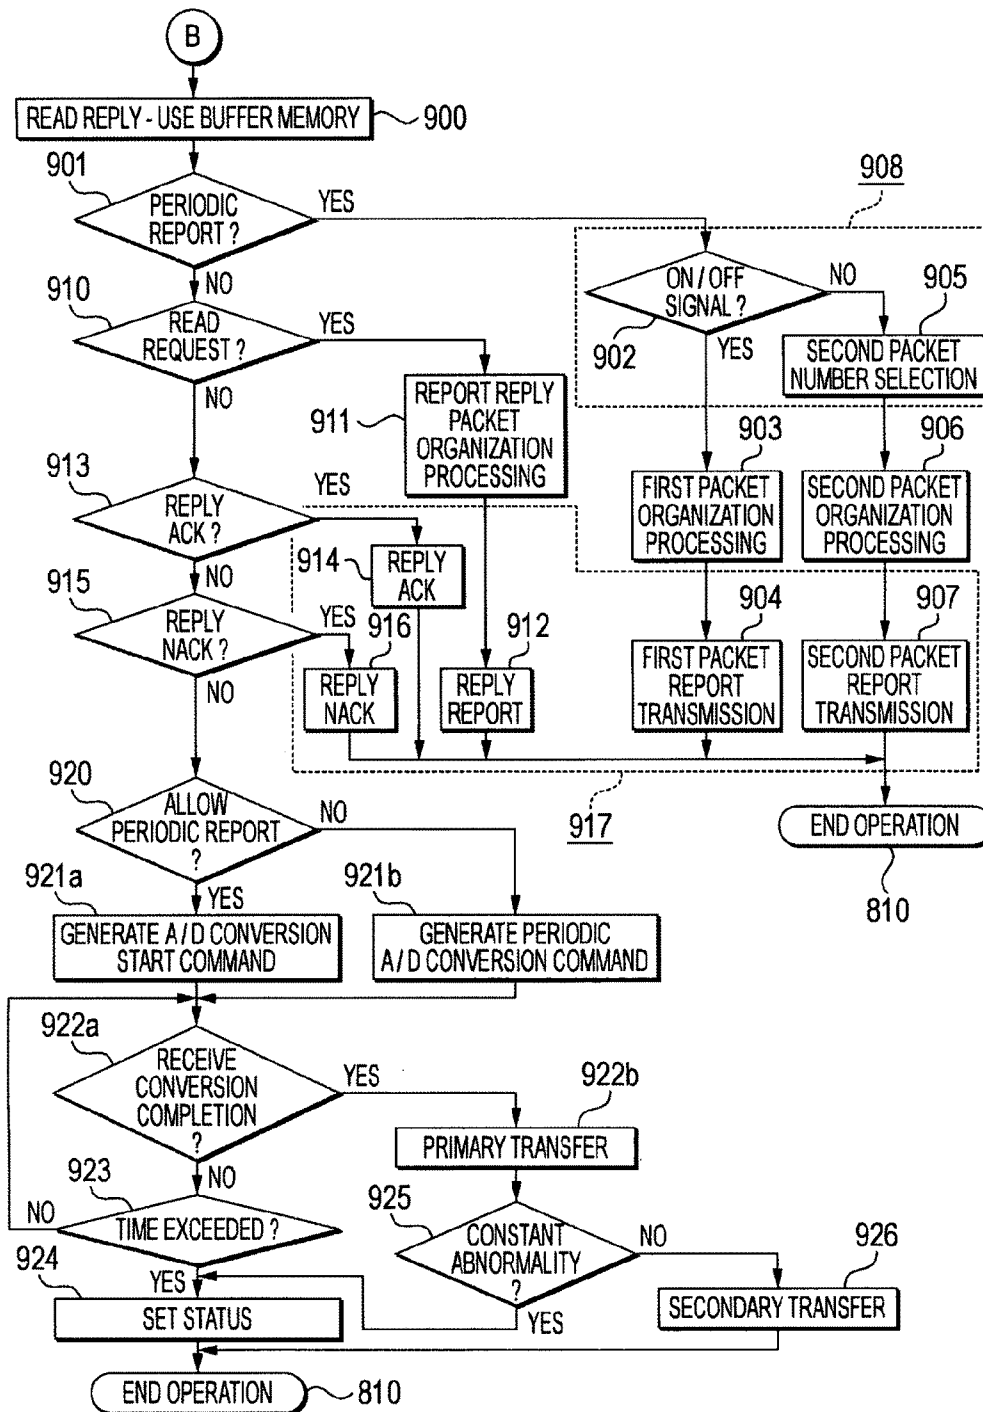 B
READ REPLY - USE BUFFER MEMORY
900
901
PERIODIC
REPORT ?
YES
NO
908
ON / OFF
SIGNAL ?
902
NO
YES
905
SECOND PACKET
NUMBER SELECTION
910
READ
REQUEST ?
YES
NO
911
REPORT REPLY
PACKET
ORGANIZATION
PROCESSING
903
FIRST PACKET
ORGANIZATION
PROCESSING
906
SECOND PACKET
ORGANIZATION
PROCESSING
913
REPLY
ACK ?
YES
NO
914
REPLY
ACK
915
REPLY
NACK ?
YES
NO
916
REPLY
NACK
912
REPLY
REPORT
904
FIRST PACKET
REPORT
TRANSMISSION
907
SECOND PACKET
REPORT
TRANSMISSION
917
END OPERATION
810
920
ALLOW
PERIODIC REPORT
?
NO
YES
921a
GENERATE A / D CONVERSION
START COMMAND
921b
GENERATE PERIODIC
A / D CONVERSION COMMAND
922a
RECEIVE
CONVERSION
COMPLETION
?
YES
NO
922b
PRIMARY TRANSFER
923
TIME EXCEEDED ?
NO
YES
925
CONSTANT
ABNORMALITY
?
NO
YES
926
SECONDARY TRANSFER
924
SET STATUS
END OPERATION
810